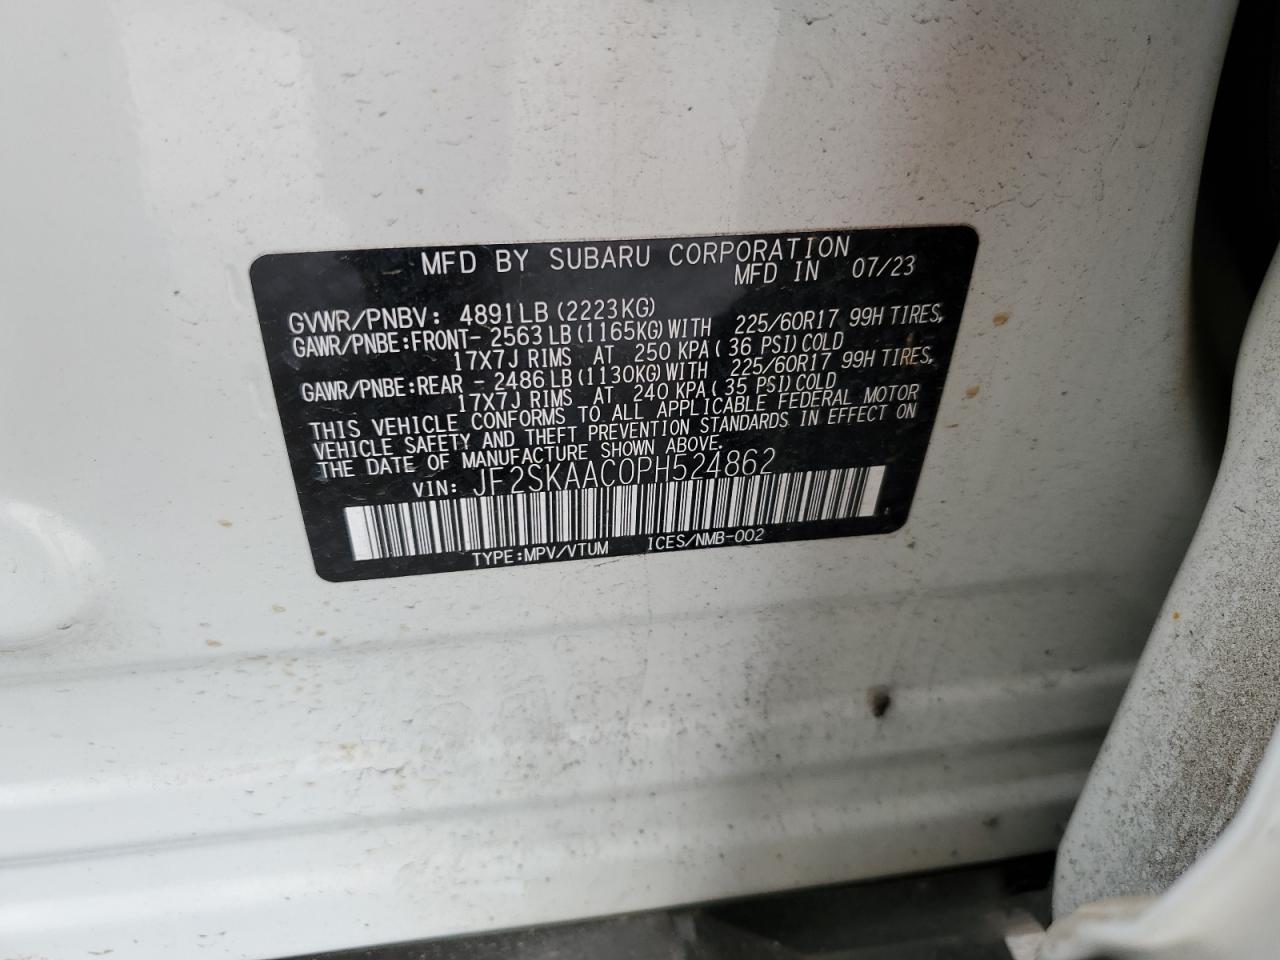 MFD BY SUBARU CORPORATION
MFD IN 07/23
GVWR/PNBV: 4891LB (2223KG)
GAWR/PNBE:FRONT- 2563LB(1165KG)WITH 225/60R17 99H TIRES,
17X7J RIMS AT 250 KPA( 36 PSI)COLD
GAWR/PNBE:REAR - 2486LB(1130KG)WITH 225/60R17 99H TIRES,
17X7J RIMS AT 240 KPA( 35 PSI)COLD
THIS VEHICLE CONFORMS TO ALL APPLICABLE FEDERAL MOTOR
VEHICLE SAFETY AND THEFT PREVENTION STANDARDS IN EFFECT ON
THE DATE OF MANUFACTURE SHOWN ABOVE.
VIN: JF2SKAAC0PH524862
TYPE:MPV/VTUM ICES/NMB-002